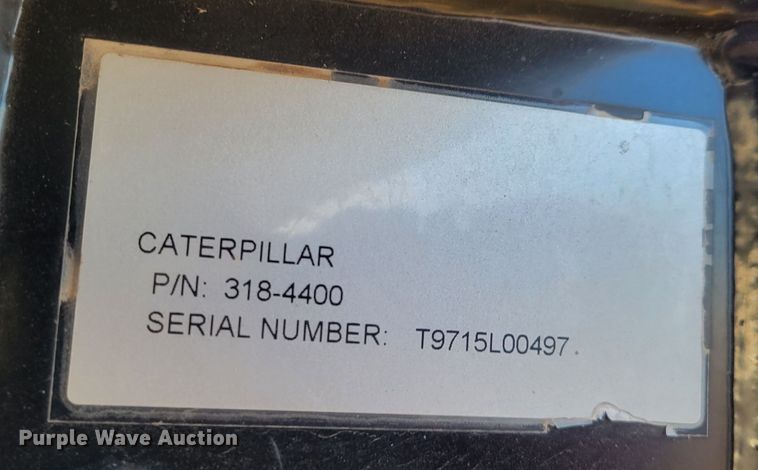 CATERPILLAR
P/N: 318-4400
SERIAL NUMBER: T9715L00497
Purple Wave Auction